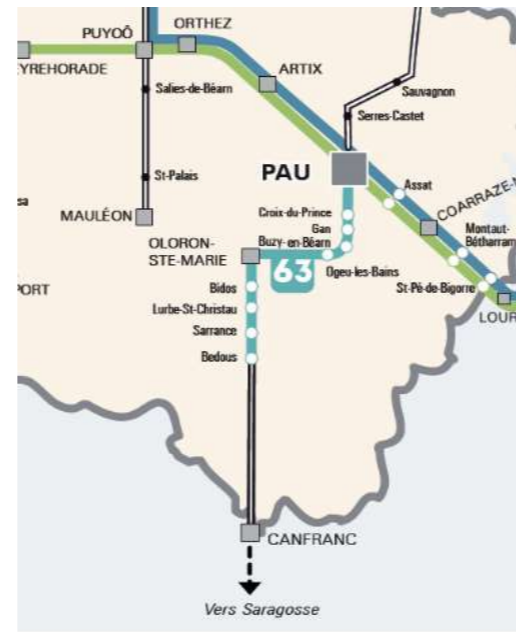 ORTHEZ
PUYOÔ
EYREHORADE
ARTIX
Salies-de-Béarn
Sauvagnon
Serres-Castet
St-Palais
PAU
Assat
sa
MAULÉON
Croix-du-Prince
COARRAZE-N
Gan
Montaut-
Bétharram
OLORON-
STE-MARIE
Buzy-en-Béarn
63
Ogeu-les-Bains
PORT
Bidos
St-Pé-de-Bigorre
Lurbe-St-Christau
LOUR
Sarrance
Bedous
CANFRANC
Vers Saragosse